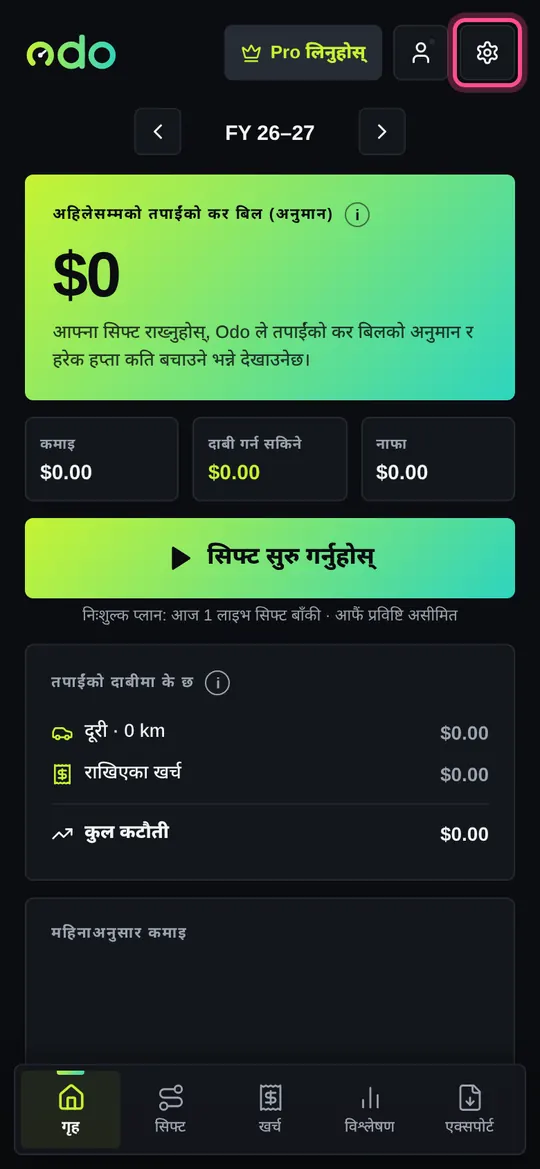 odo
Pro लिनुहोस्
FY 26–27
अहिलेसम्मको तपाईंको कर बिल (अनुमान) i
$0
आफ्ना सिफ्ट राख्नुहोस्, Odo ले तपाईंको कर बिलको अनुमान र
हरेक हप्ता कति बचाउने भन्ने देखाउनेछ।
कमाइ
$0.00
दाबी गर्न सकिने
$0.00
नाफा
$0.00
सिफ्ट सुरु गर्नुहोस्
निःशुल्क प्लान: आज 1 लाइभ सिफ्ट बाँकी · आफैं प्रविष्टि असीमित
तपाईंको दाबीमा के छ i
दूरी · 0 km $0.00
राखिएका खर्च $0.00
कुल कटौती $0.00
महिनाअनुसार कमाइ
गृह सिफ्ट खर्च विश्लेषण एक्सपोर्ट